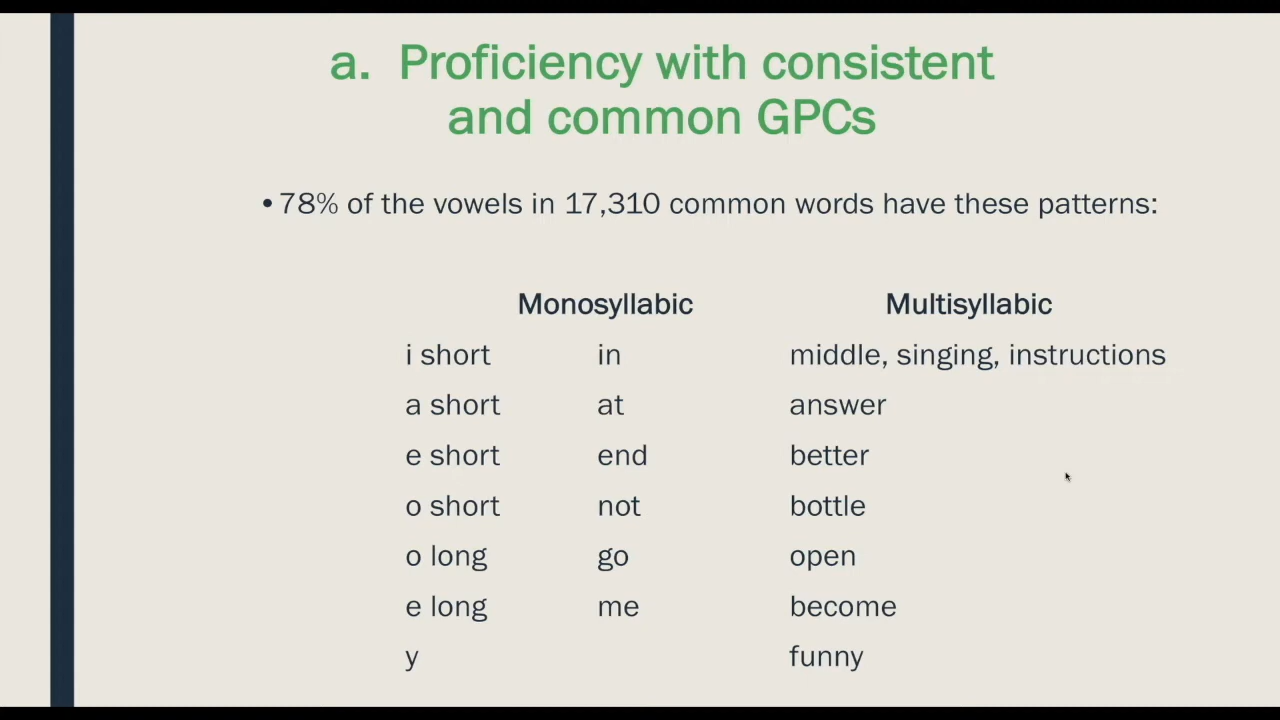 a. Proficiency with consistent
and common GPCs
• 78% of the vowels in 17,310 common words have these patterns:
Monosyllabic Multisyllabic
i short in middle, singing, instructions
a short at answer
e short end better
o short not bottle
o long go open
e long me become
y funny